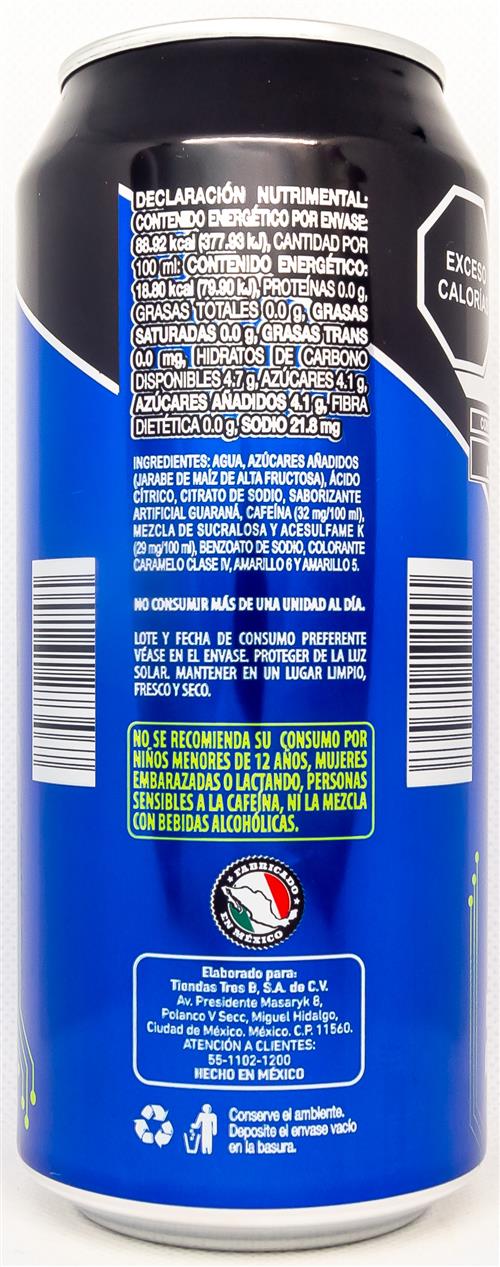 DECLARACIÓN NUTRIMENTAL:
CONTENIDO ENERGÉTICO POR ENVASE:
88.92 kcal (377.93 kJ), CANTIDAD POR
100 ml: CONTENIDO ENERGÉTICO:
18.80 kcal (79.90 kJ), PROTEÍNAS 0.0 g,
GRASAS TOTALES 0.0 g, GRASAS
SATURADAS 0.0 g, GRASAS TRANS
0.0 mg, HIDRATOS DE CARBONO
DISPONIBLES 4.7 g, AZÚCARES 4.1 g,
AZÚCARES AÑADIDOS 4.1 g, FIBRA
DIETÉTICA 0.0 g, SODIO 21.8 mg
EXCESO
CALORÍAS
INGREDIENTES: AGUA, AZÚCARES AÑADIDOS
(JARABE DE MAÍZ DE ALTA FRUCTOSA), ÁCIDO
CÍTRICO, CITRATO DE SODIO, SABORIZANTE
ARTIFICIAL GUARANÁ, CAFEÍNA (32 mg/100 ml),
MEZCLA DE SUCRALOSA Y ACESULFAME K
(29 mg/100 ml), BENZOATO DE SODIO, COLORANTE
CARAMELO CLASE IV, AMARILLO 6 Y AMARILLO 5.
NO CONSUMIR MÁS DE UNA UNIDAD AL DÍA.
LOTE Y FECHA DE CONSUMO PREFERENTE
VÉASE EN EL ENVASE. PROTEGER DE LA LUZ
SOLAR. MANTENER EN UN LUGAR LIMPIO,
FRESCO Y SECO.
NO SE RECOMIENDA SU CONSUMO POR
NIÑOS MENORES DE 12 AÑOS, MUJERES
EMBARAZADAS O LACTANDO, PERSONAS
SENSIBLES A LA CAFEÍNA, NI LA MEZCLA
CON BEBIDAS ALCOHÓLICAS.
FABRICADO
EN MÉXICO
Elaborado para:
Tiendas Tres B, S.A. de C.V.
Av. Presidente Masaryk 8,
Polanco V Secc, Miguel Hidalgo,
Ciudad de México. México. C.P. 11560.
ATENCIÓN A CLIENTES:
55-1102-1200
HECHO EN MÉXICO
Conserve el ambiente.
Deposite el envase vacío
en la basura.